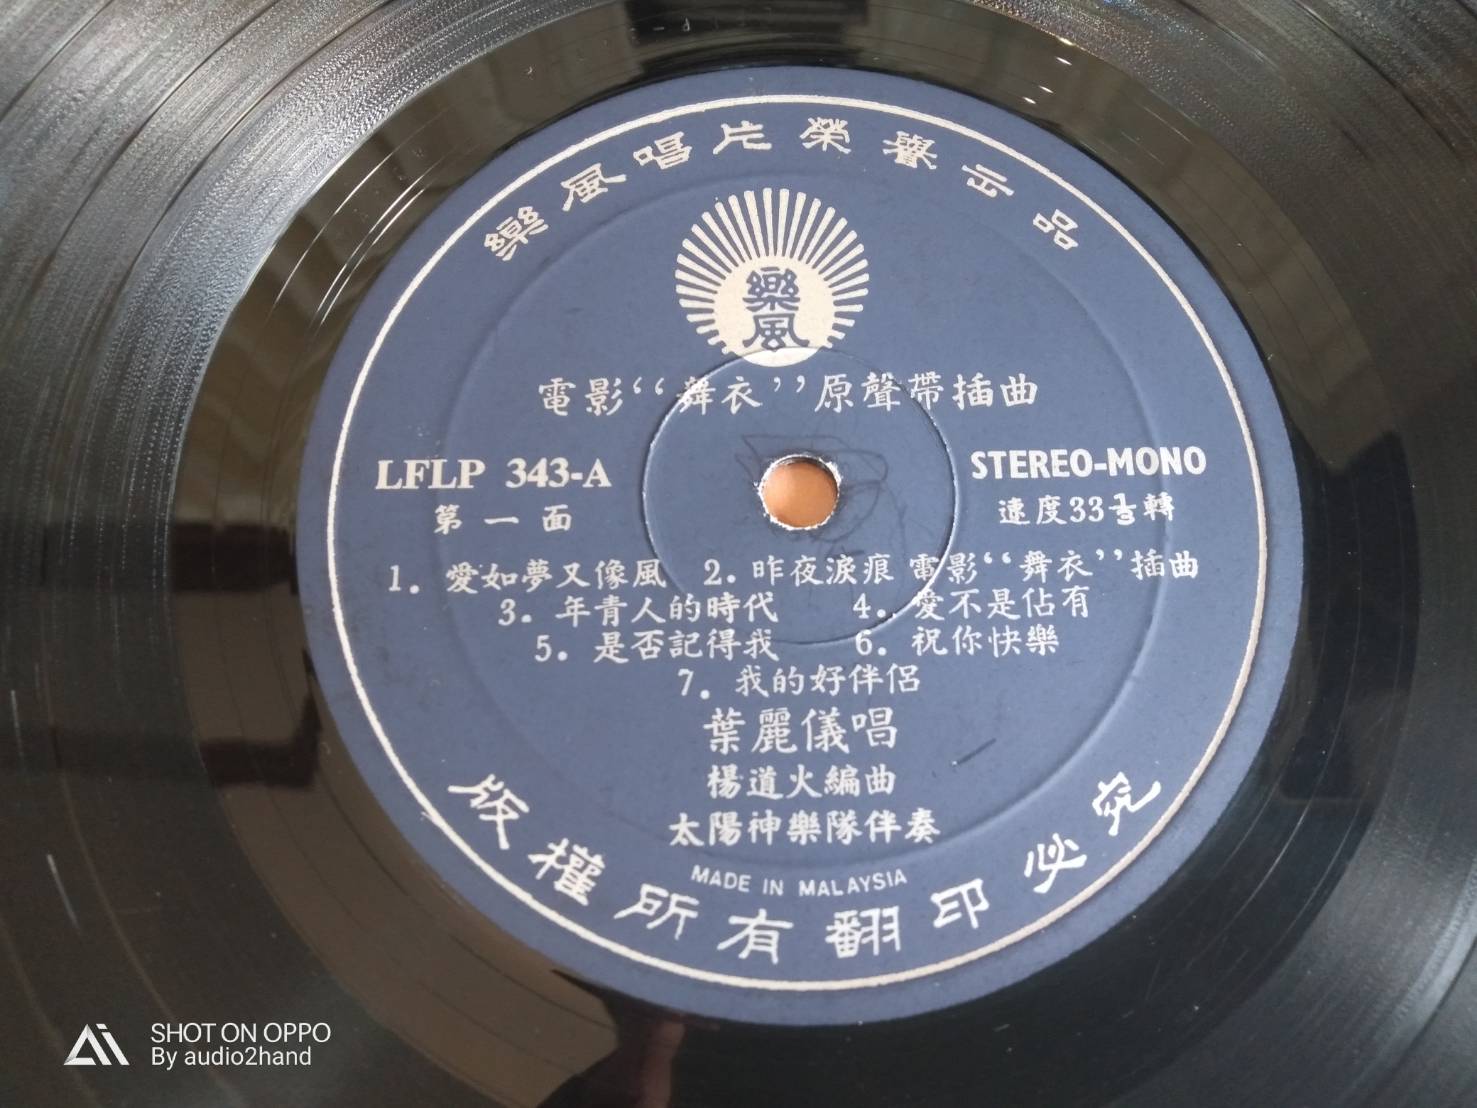 樂風唱片榮譽出品
樂風
電影“舞衣”原聲帶插曲
LFLP 343-A
第一面
STEREO-MONO
速度33⅓轉
1. 愛如夢又像風 2. 昨夜淚痕 電影“舞衣”插曲
3. 年青人的時代 4. 愛不是佔有
5. 是否記得我 6. 祝你快樂
7. 我的好伴侶
葉麗儀唱
楊道火編曲
太陽神樂隊伴奏
MADE IN MALAYSIA
版權所有翻印必究
SHOT ON OPPO
By audio2hand